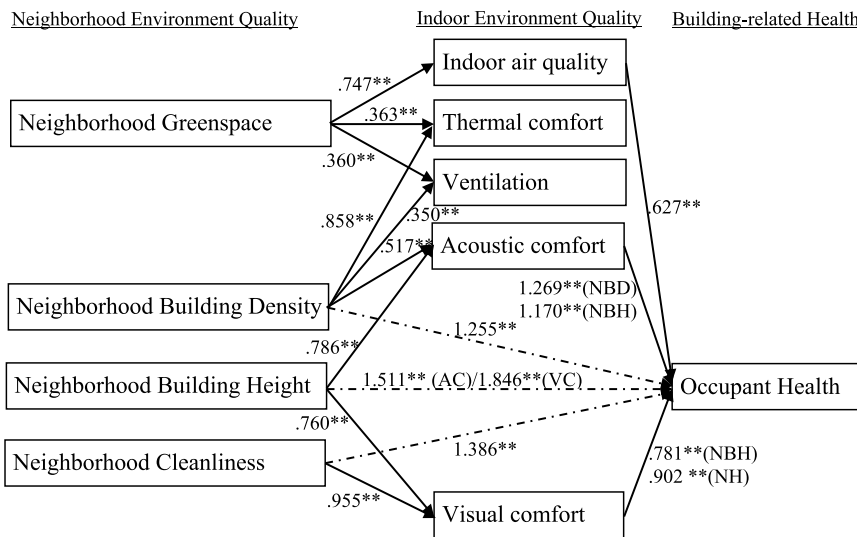 Neighborhood Environment Quality
Indoor Environment Quality
Building-related Health
Indoor air quality
.747**
Neighborhood Greenspace
.363**
Thermal comfort
.360**
Ventilation
.858**
.350**
.627**
.517**
Acoustic comfort
1.269**(NBD)
1.170**(NBH)
Neighborhood Building Density
1.255**
.786**
Neighborhood Building Height
1.511** (AC)/1.846**(VC)
Occupant Health
.760**
Neighborhood Cleanliness
1.386**
.781**(NBH)
.902 **(NH)
.955**
Visual comfort